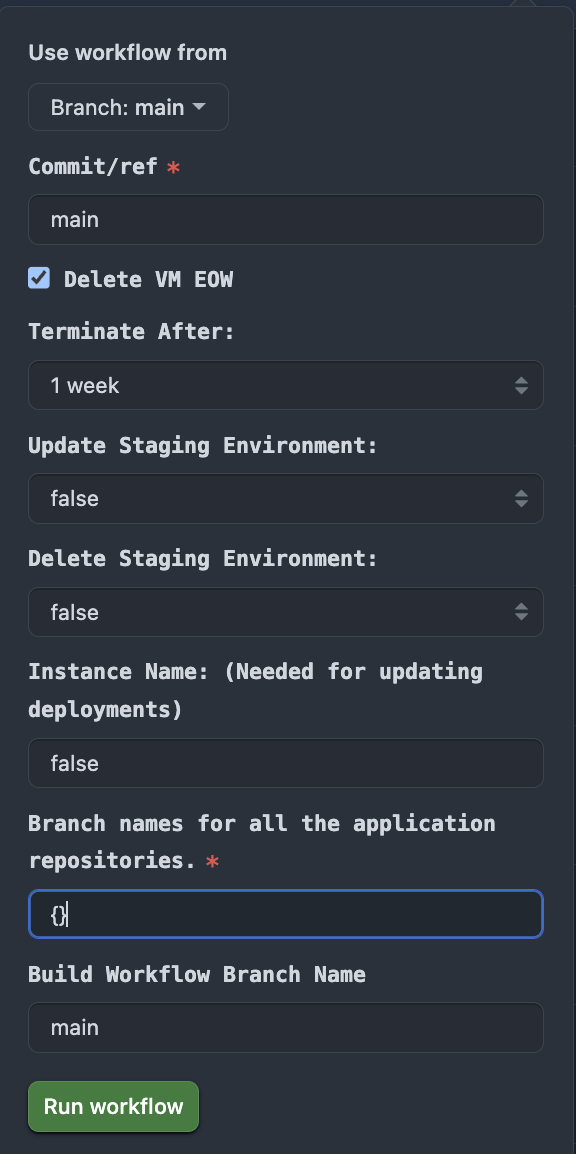 Use workflow from
Branch: main
Commit/ref *
main
Delete VM EOW
Terminate After:
1 week
Update Staging Environment:
false
Delete Staging Environment:
false
Instance Name: (Needed for updating
deployments)
false
Branch names for all the application
repositories. *
{}
Build Workflow Branch Name
main
Run workflow